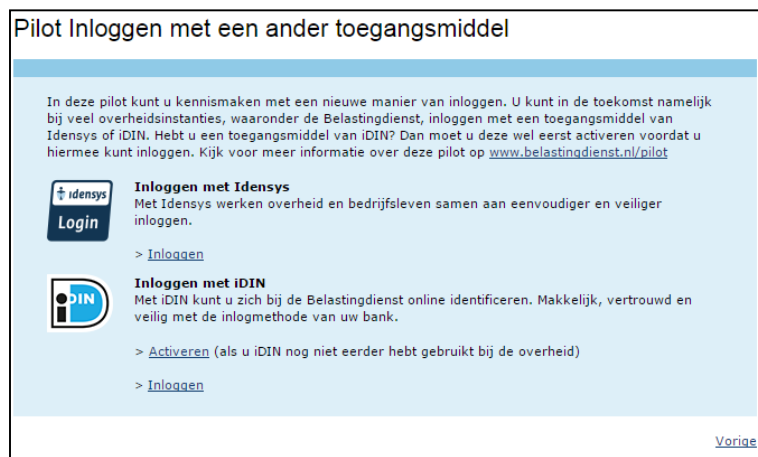 Pilot Inloggen met een ander toegangsmiddel
In deze pilot kunt u kennismaken met een nieuwe manier van inloggen. U kunt in de toekomst namelijk
bij veel overheidsinstanties, waaronder de Belastingdienst, inloggen met een toegangsmiddel van
Idensys of iDIN. Hebt u een toegangsmiddel van iDIN? Dan moet u deze wel eerst activeren voordat u
hiermee kunt inloggen. Kijk voor meer informatie over deze pilot op www.belastingdienst.nl/pilot
idensys
Login
Inloggen met Idensys
Met Idensys werken overheid en bedrijfsleven samen aan eenvoudiger en veiliger
inloggen.
> Inloggen
iDIN
Inloggen met iDIN
Met iDIN kunt u zich bij de Belastingdienst online identificeren. Makkelijk, vertrouwd en
veilig met de inlogmethode van uw bank.
> Activeren (als u iDIN nog niet eerder hebt gebruikt bij de overheid)
> Inloggen
Vorige